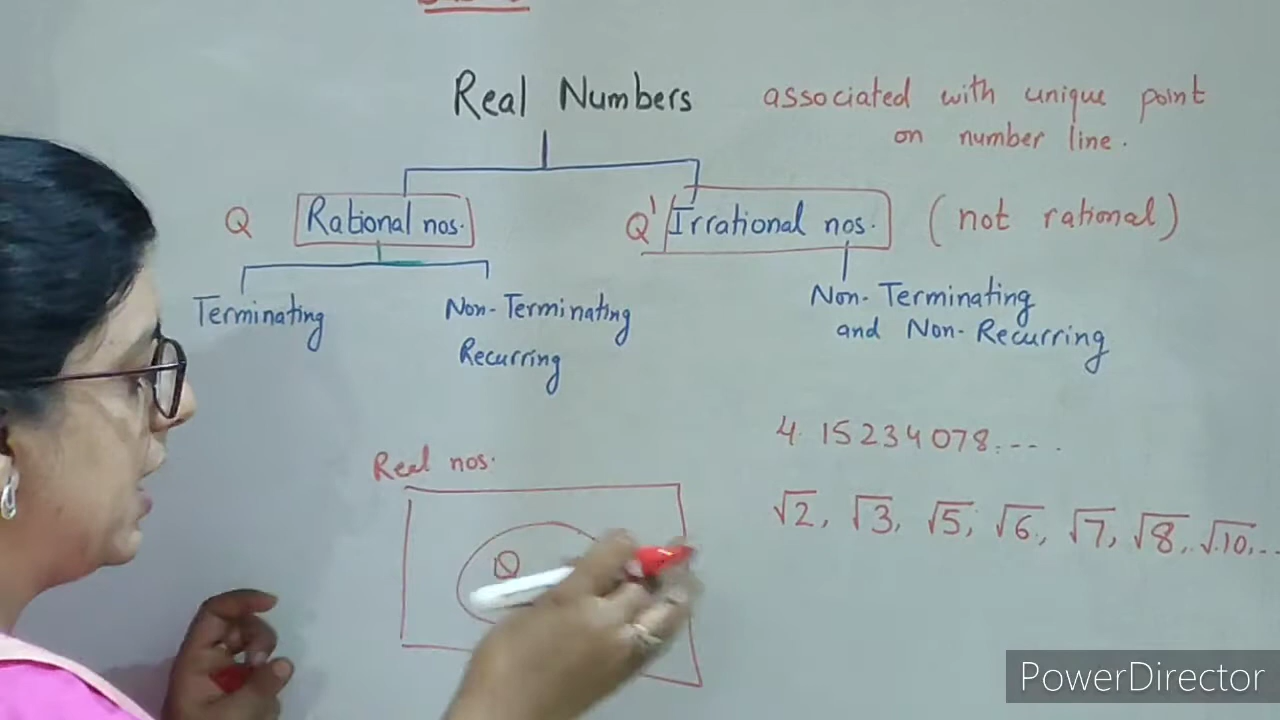 Real Numbers
associated with unique point
on number line.
Q
Rational nos.
Q' Irrational nos.
(not rational)
Terminating
Non-Terminating
Recurring
Non-Terminating
and Non-Recurring
4.15234078....
√2, √3, √5, √6, √7, √8, √10,...
Real nos.
Q
PowerDirector